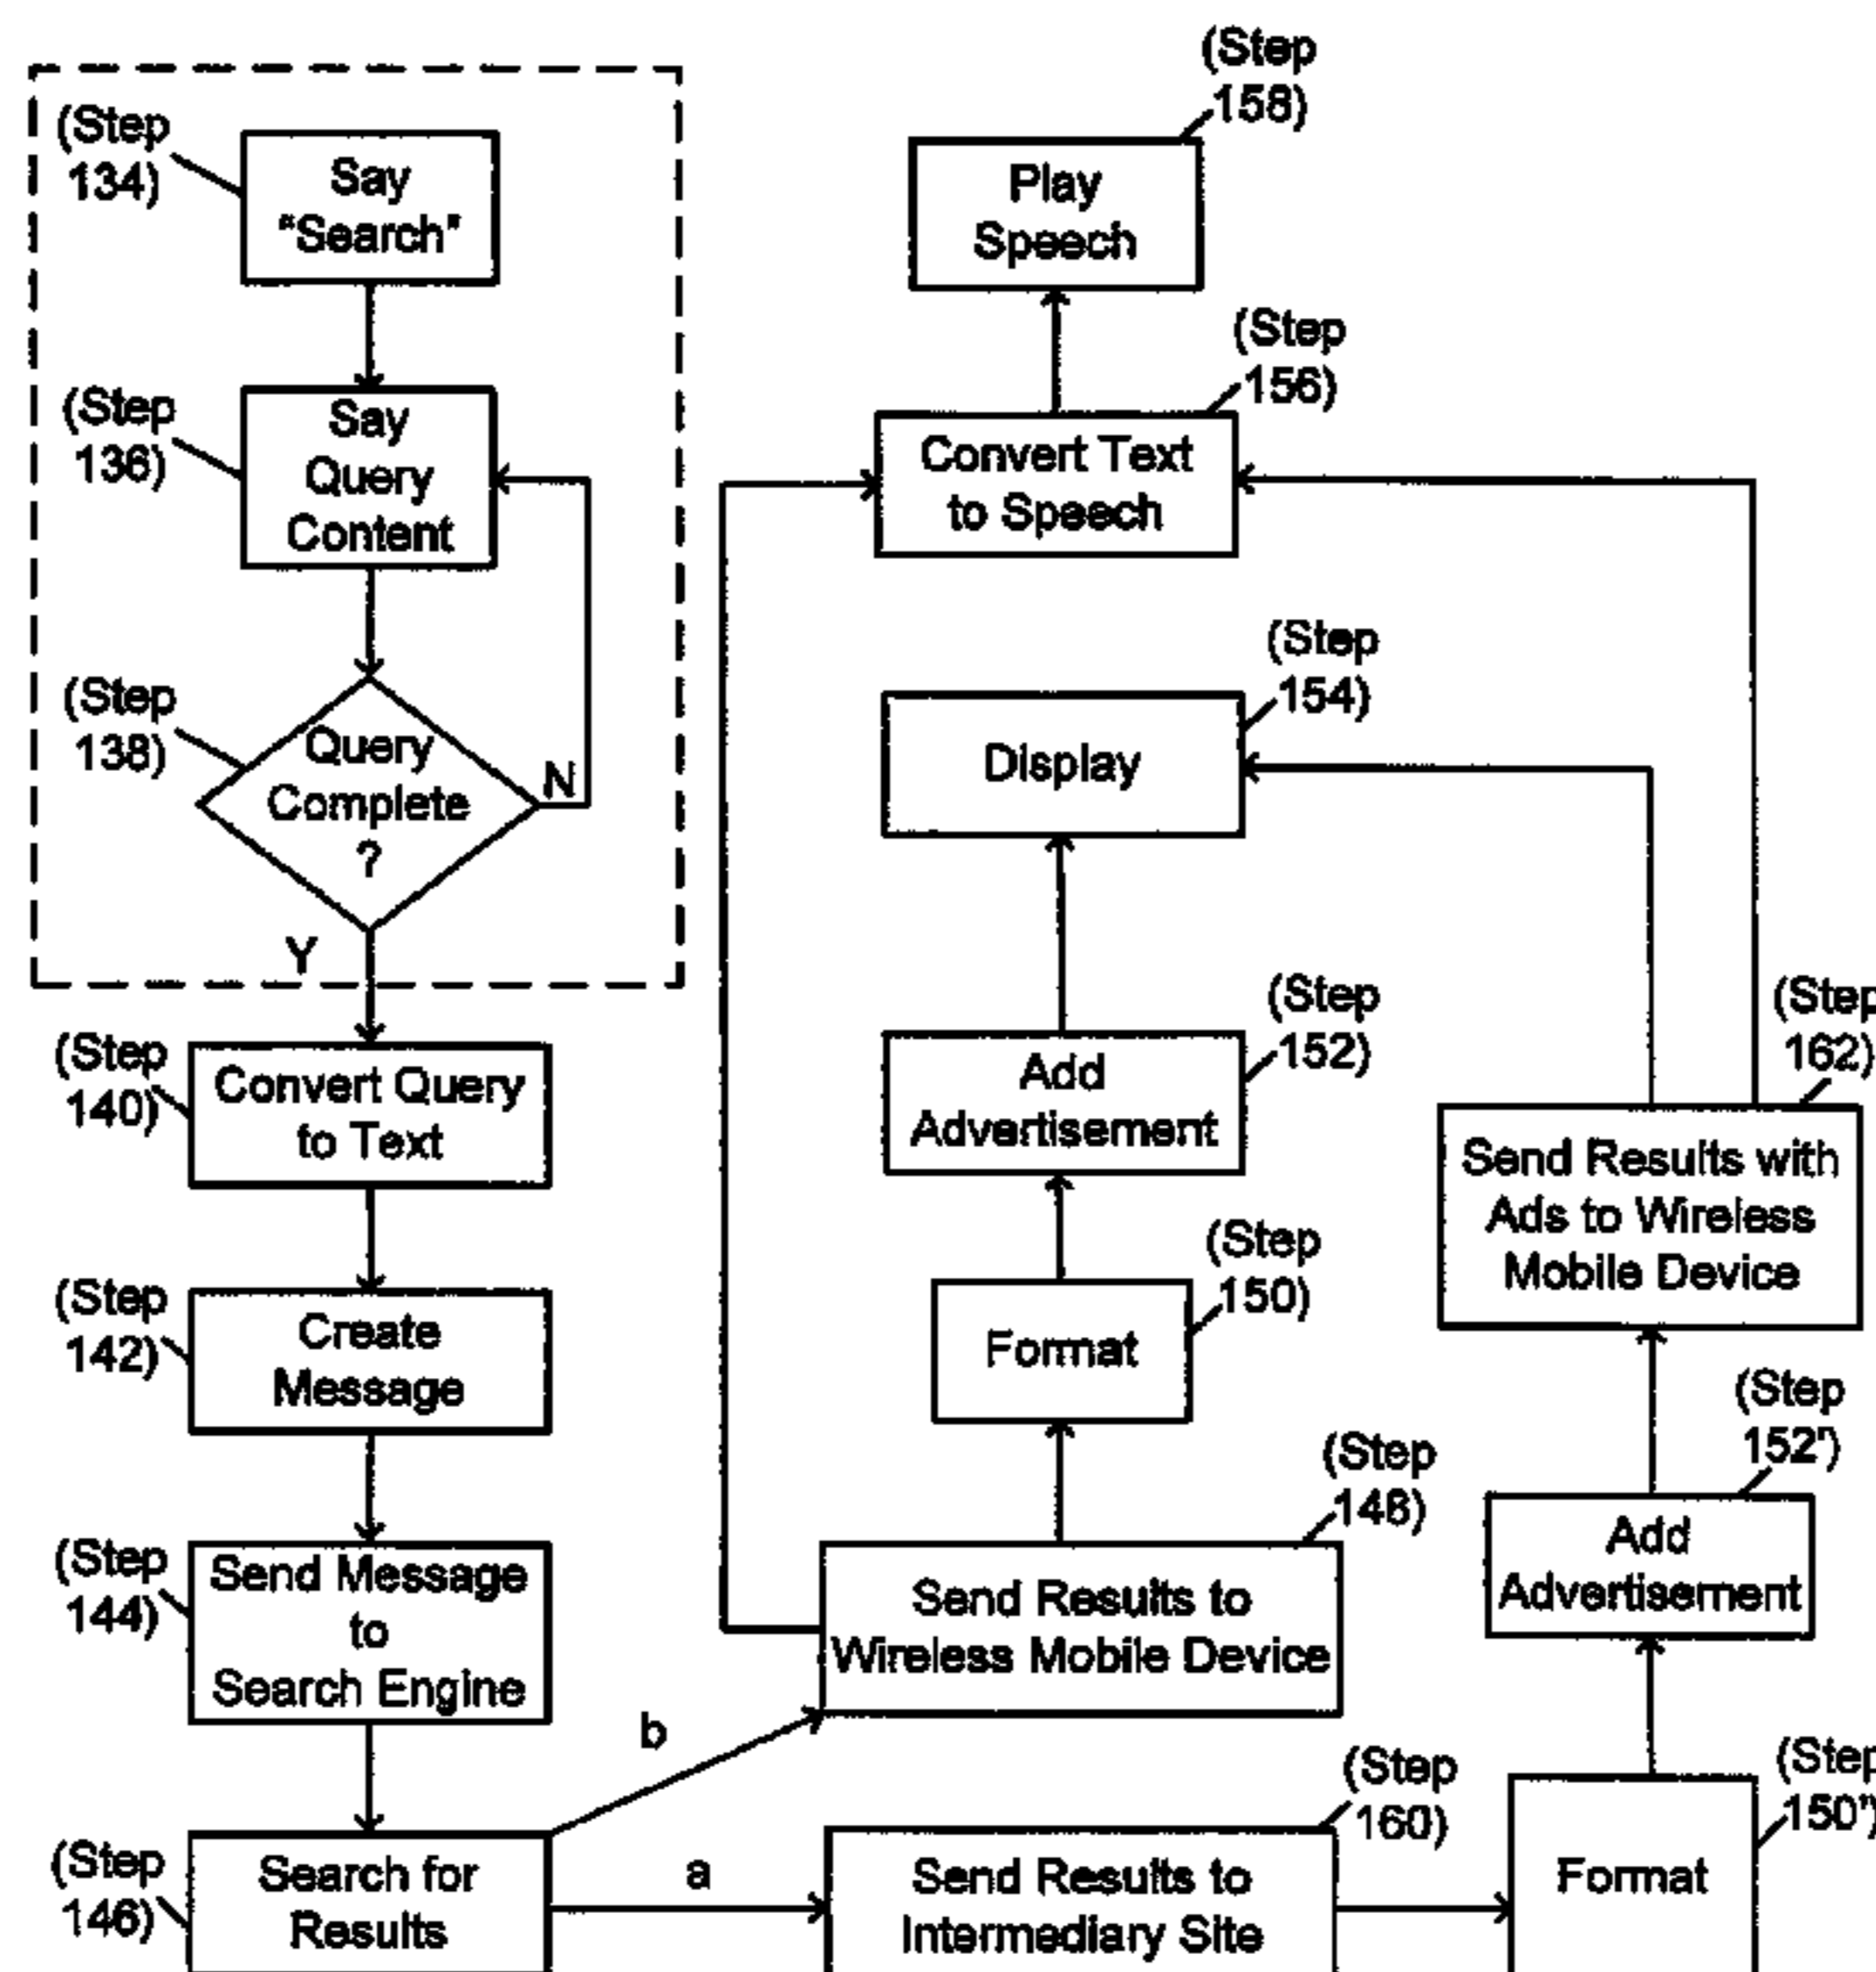 (Step
134)
Say
"Search"
(Step
136)
Say
Query
Content
(Step
138)
Query
Complete
?
N
Y
(Step
140)
Convert Query
to Text
(Step
142)
Create
Message
(Step
144)
Send Message
to
Search Engine
(Step
146)
Search for
Results
b
a
(Step
158)
Play
Speech
(Step
156)
Convert Text
to Speech
(Step
154)
Display
(Step
152)
Add
Advertisement
(Step
150)
Format
(Step
148)
Send Results to
Wireless Mobile Device
(Step
160)
Send Results to
Intermediary Site
(Step
162)
Send Results with
Ads to Wireless
Mobile Device
(Step
152')
Add
Advertisement
(Step
150')
Format